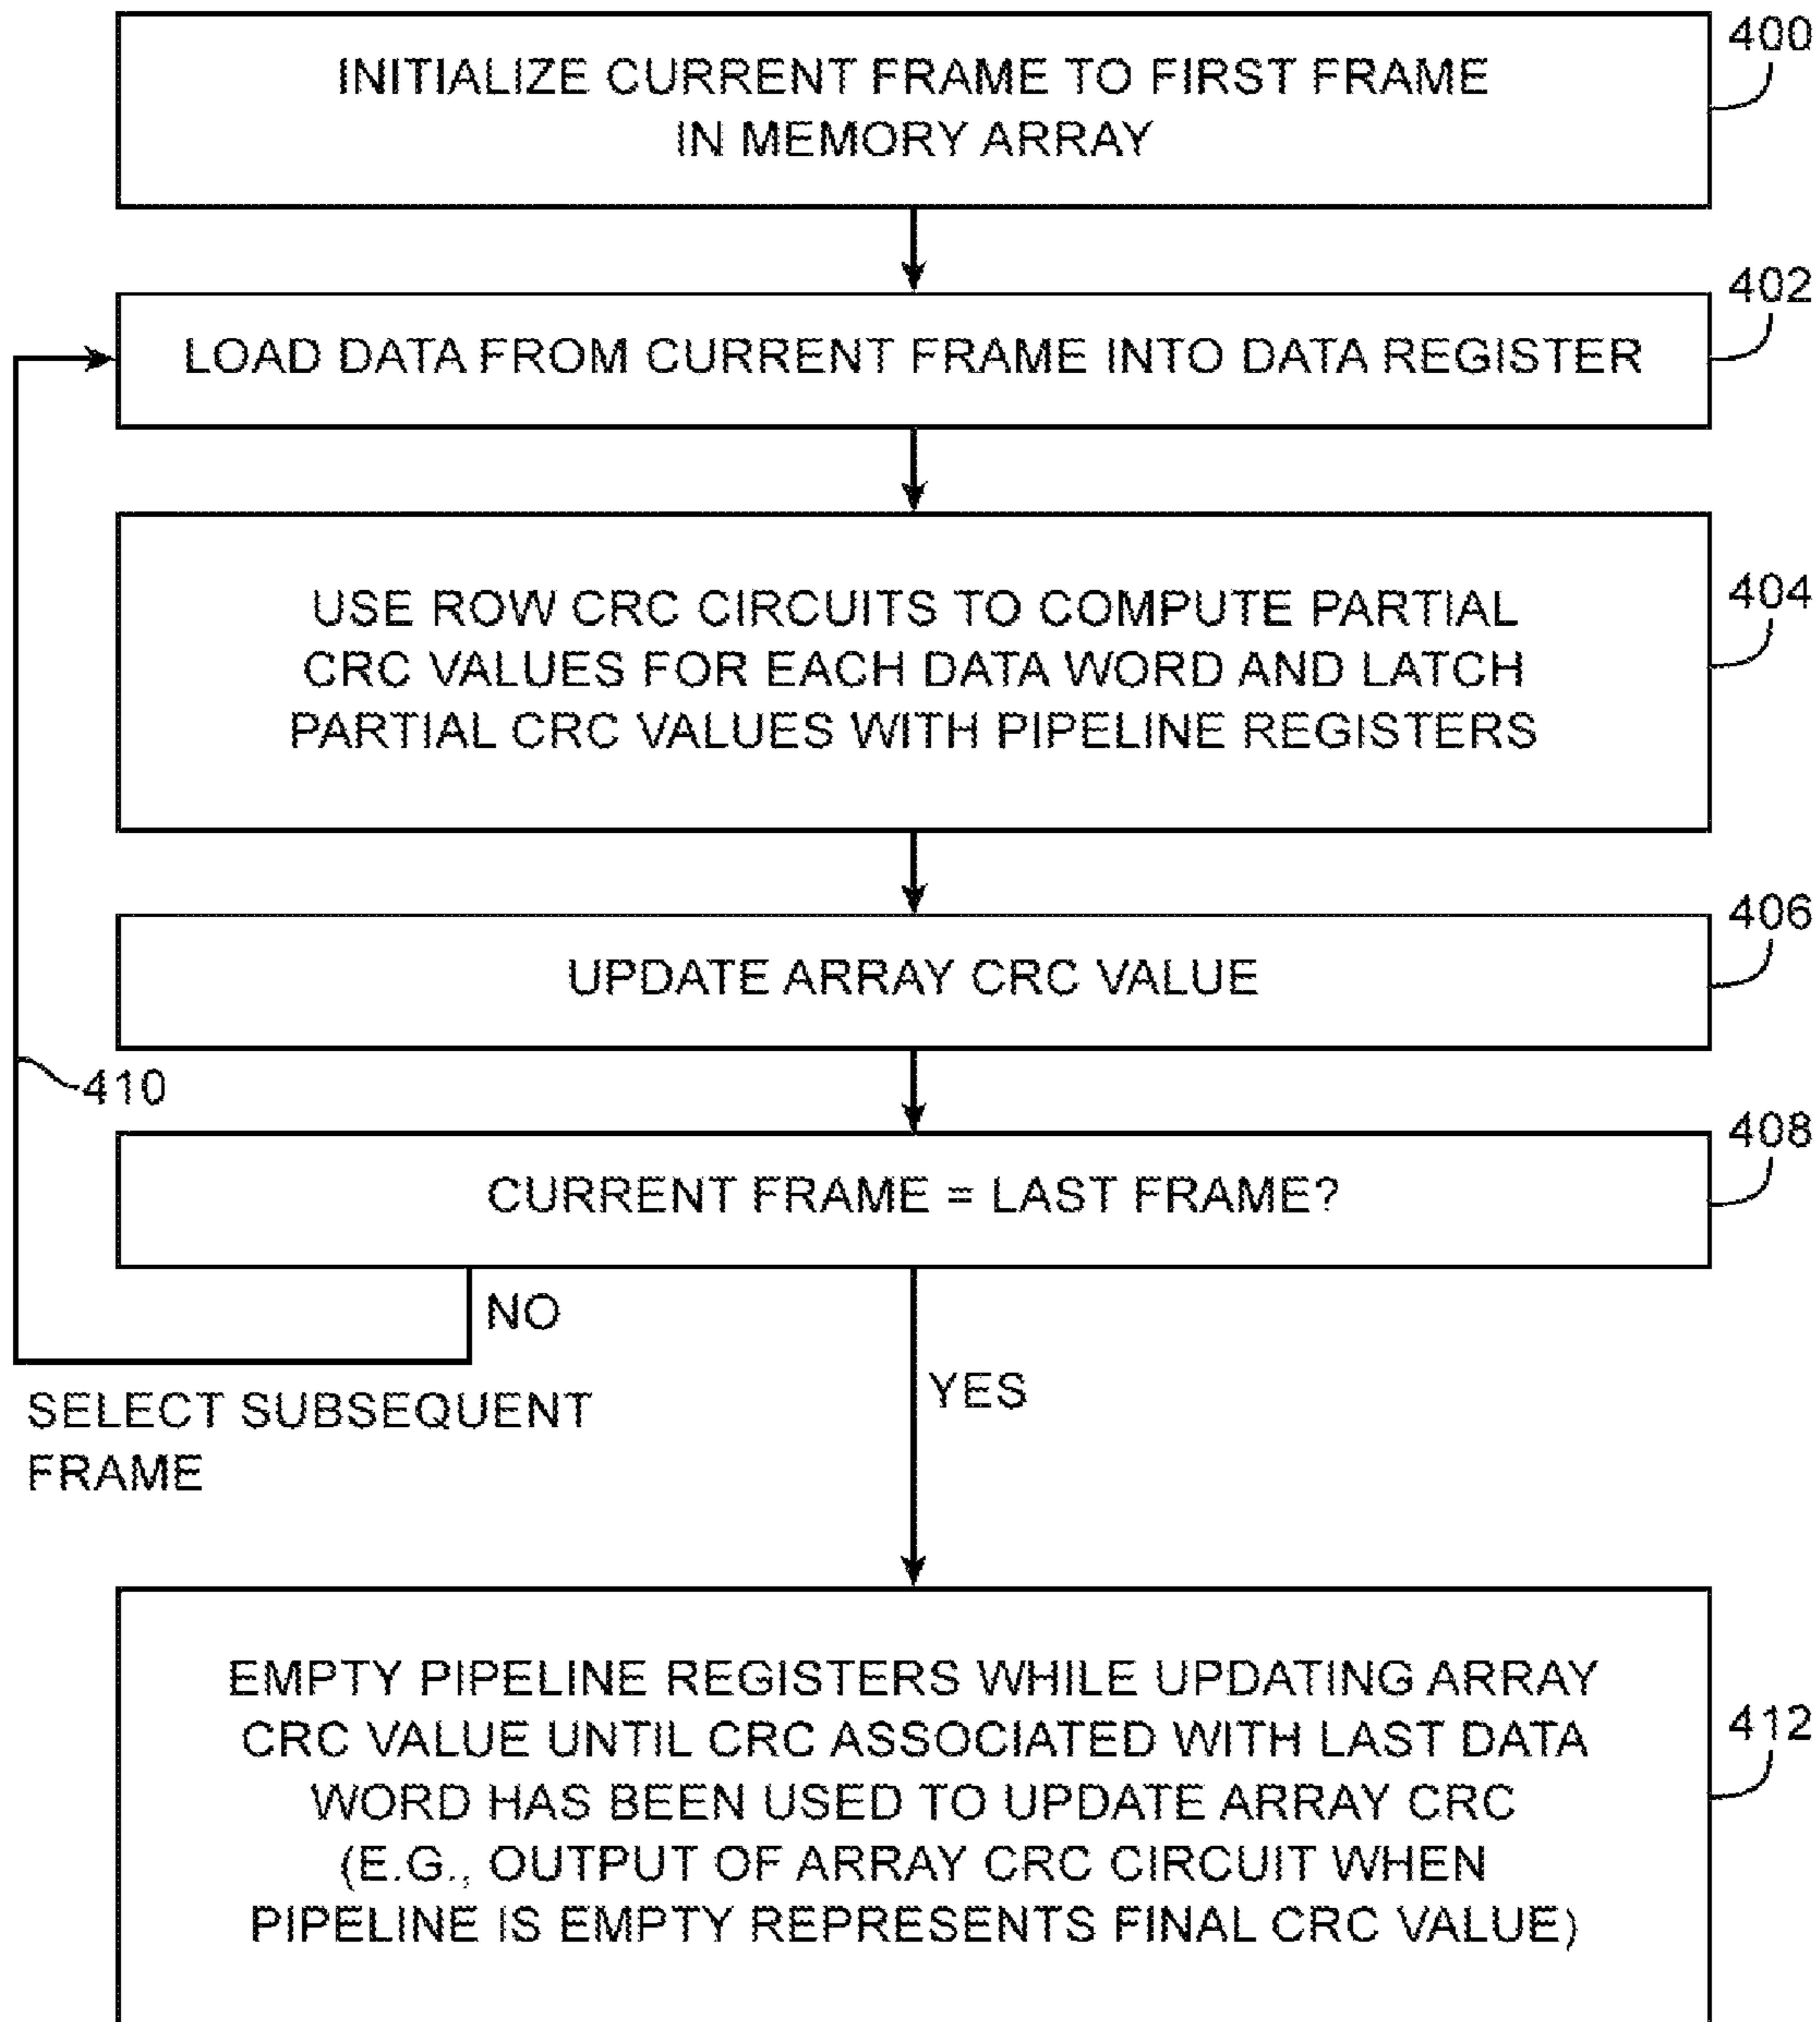 400
INITIALIZE CURRENT FRAME TO FIRST FRAME
IN MEMORY ARRAY
402
LOAD DATA FROM CURRENT FRAME INTO DATA REGISTER
404
USE ROW CRC CIRCUITS TO COMPUTE PARTIAL
CRC VALUES FOR EACH DATA WORD AND LATCH
PARTIAL CRC VALUES WITH PIPELINE REGISTERS
406
UPDATE ARRAY CRC VALUE
410
408
CURRENT FRAME = LAST FRAME?
NO
YES
SELECT SUBSEQUENT
FRAME
EMPTY PIPELINE REGISTERS WHILE UPDATING ARRAY
CRC VALUE UNTIL CRC ASSOCIATED WITH LAST DATA
412
WORD HAS BEEN USED TO UPDATE ARRAY CRC
(E.G., OUTPUT OF ARRAY CRC CIRCUIT WHEN
PIPELINE IS EMPTY REPRESENTS FINAL CRC VALUE)